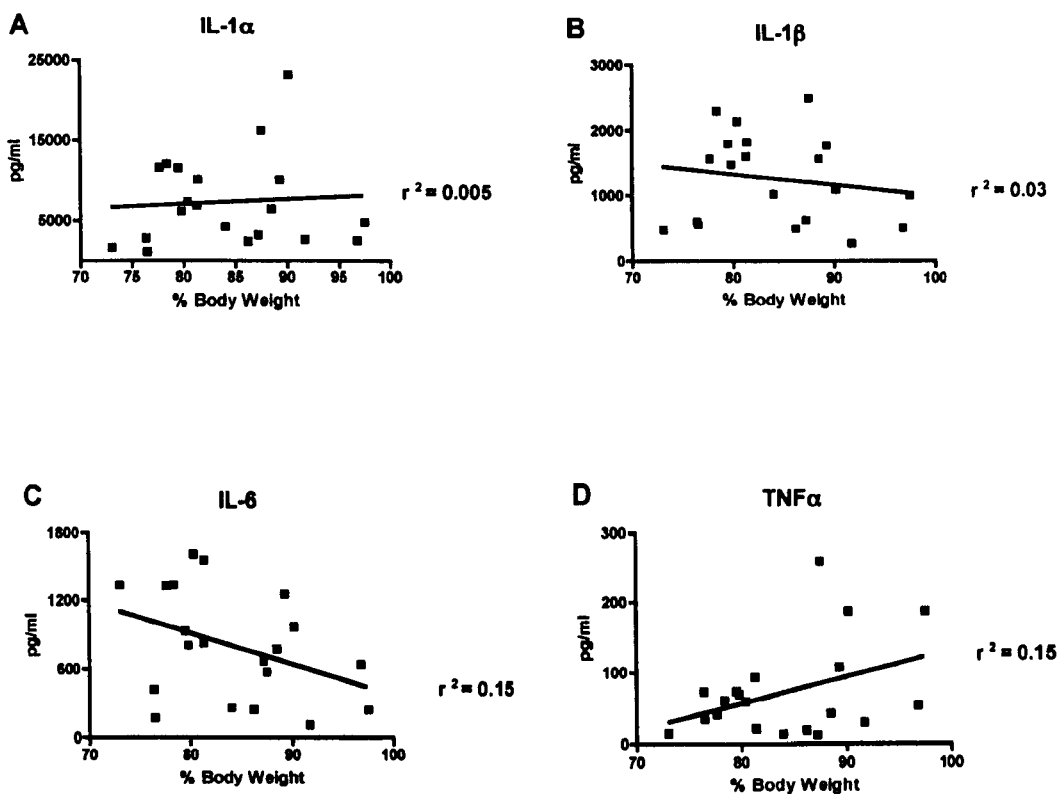 A
IL-1α
25000
15000
5000
pg/ml
70 75 80 85 90 95 100
% Body Weight
r² = 0.005
B
IL-1β
3000
2000
1000
0
pg/ml
70 80 90 100
% Body Weight
r² = 0.03
C
IL-6
1800
1200
600
0
pg/ml
70 80 90 100
% Body Weight
r² = 0.15
D
TNFα
300
200
100
0
pg/ml
70 80 90 100
% Body Weight
r² = 0.15